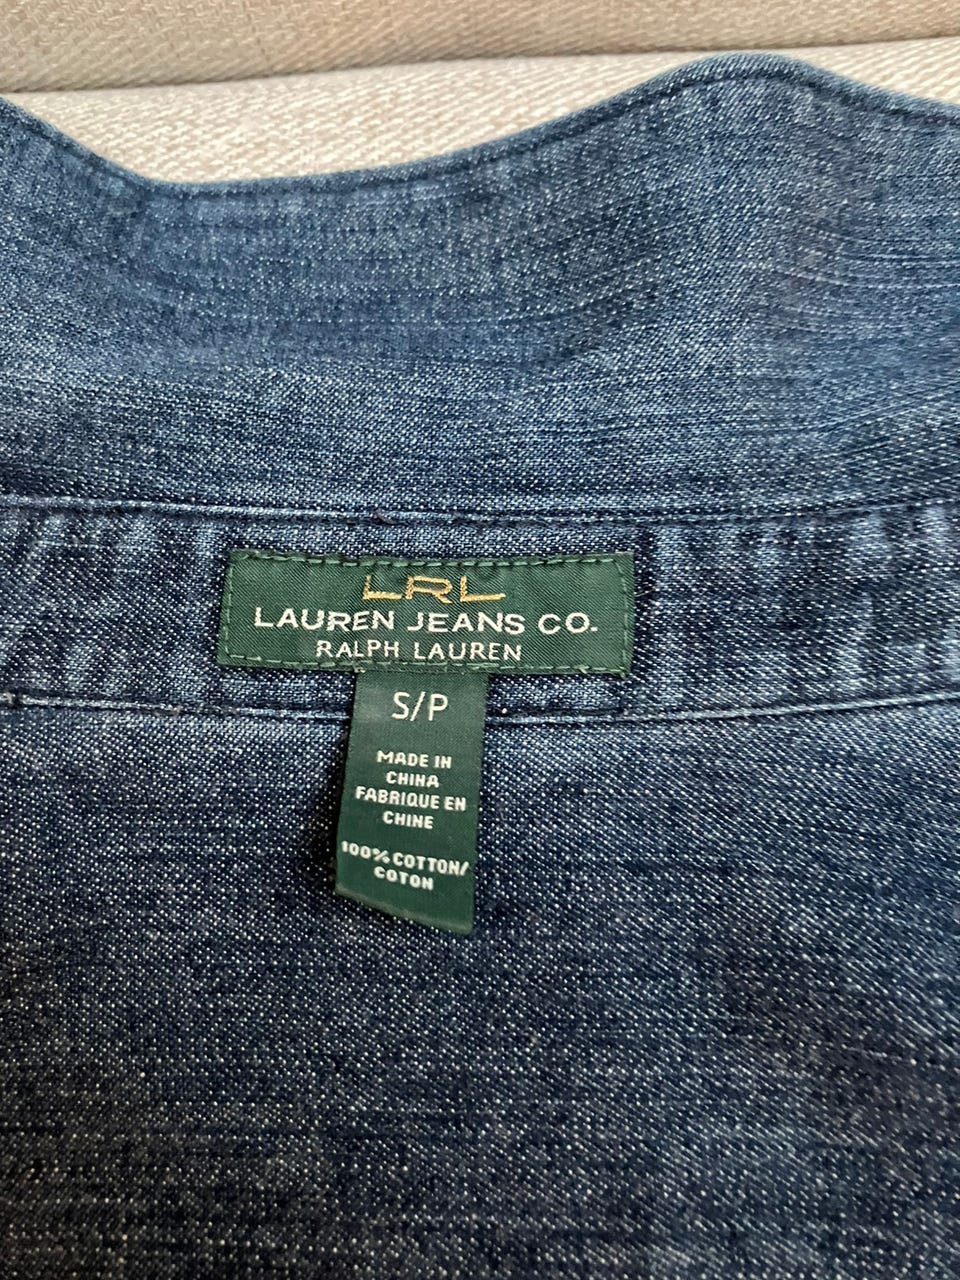 LRL
LAUREN JEANS CO.
RALPH LAUREN
S/P
MADE IN
CHINA
FABRIQUE EN
CHINE
100% COTTON/
COTON